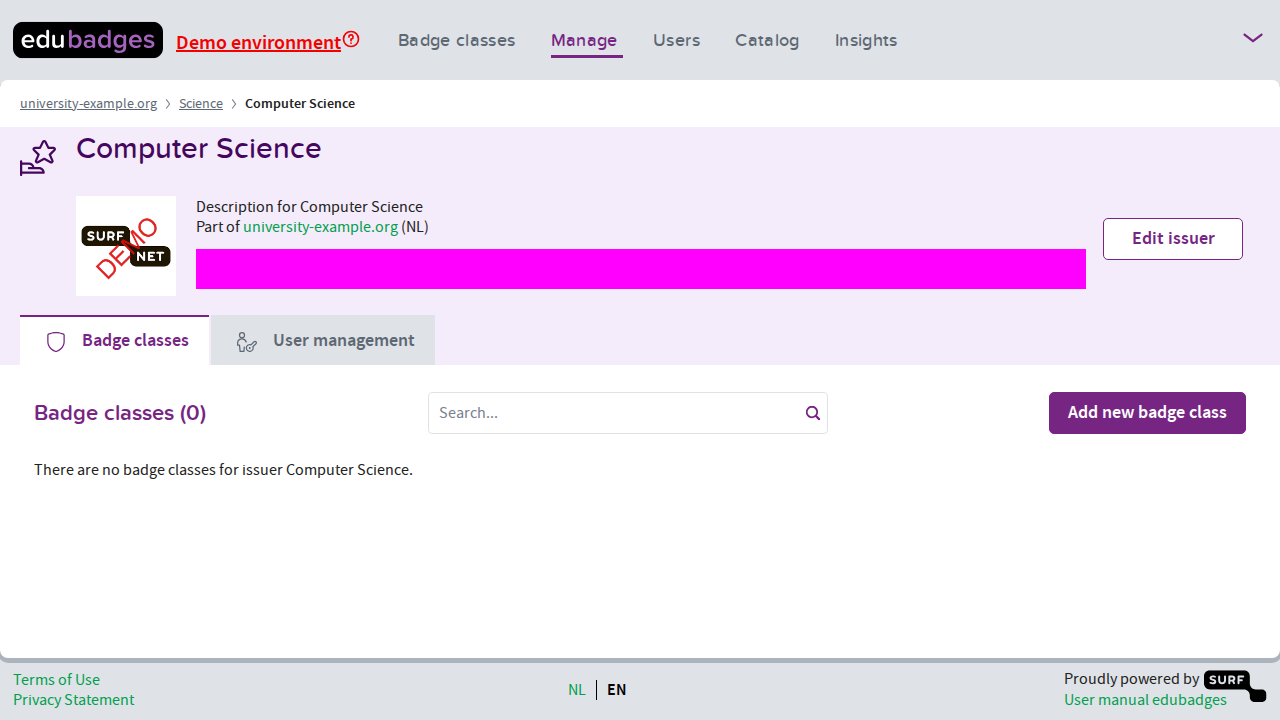 edubadges Demo environment Badge classes Manage Users Catalog Insights
university-example.org Science Computer Science
Computer Science
SURF NET DEMO
Description for Computer Science
Part of university-example.org (NL)
Edit issuer
Badge classes User management
Badge classes (0) Search... Add new badge class
There are no badge classes for issuer Computer Science.
Terms of Use NL EN Proudly powered by SURF
Privacy Statement User manual edubadges